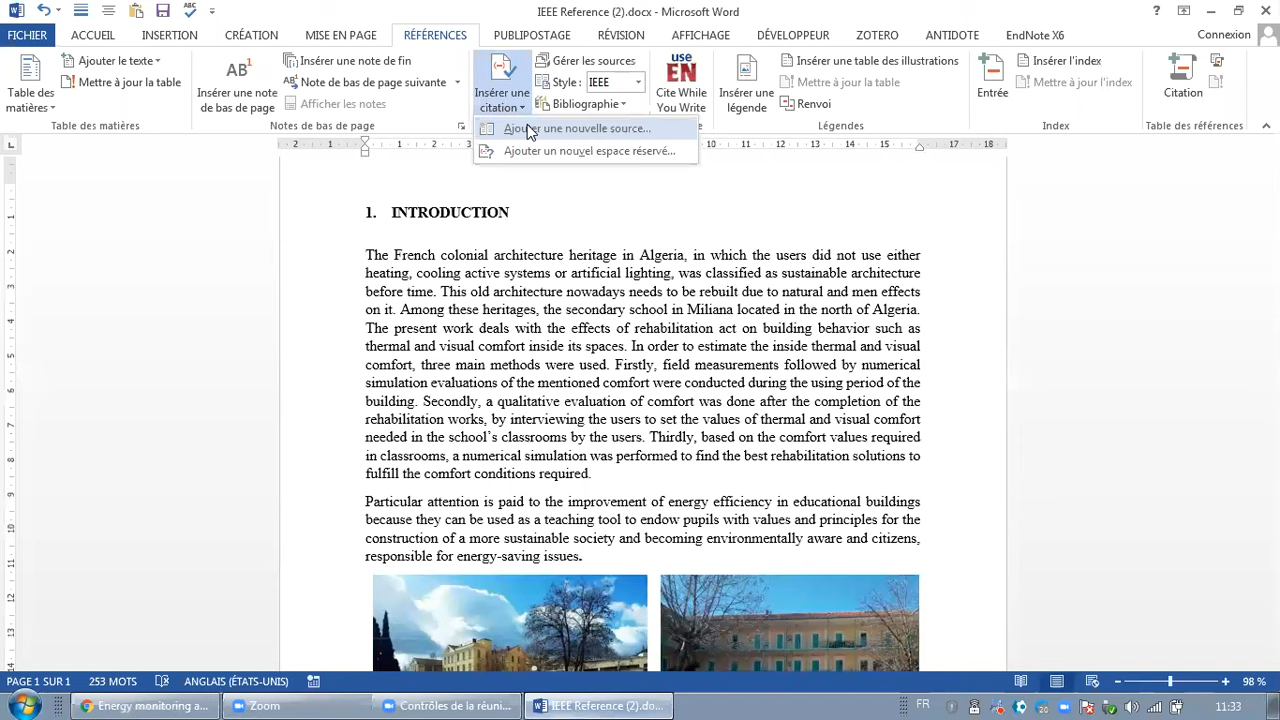 IEEE Reference (2).docx - Microsoft Word
FICHIER ACCUEIL INSERTION CRÉATION MISE EN PAGE RÉFÉRENCES PUBLIPOSTAGE RÉVISION AFFICHAGE DÉVELOPPEUR ZOTERO ANTIDOTE EndNote X6 Connexion
Table des matières
Ajouter le texte
Mettre à jour la table
Table des matières
AB1
Insérer une note de bas de page
Insérer une note de fin
AB1 Note de bas de page suivante
Afficher les notes
Notes de bas de page
Insérer une citation
Gérer les sources
Style : IEEE
Bibliographie
Ajouter une nouvelle source...
Ajouter un nouvel espace réservé...
use
EN
Cite While You Write
Insérer une légende
Insérer une table des illustrations
Mettre à jour la table
Renvoi
Légendes
Entrée
Insérer l'index
Mettre à jour l'index
Index
Citation
Table des références
2 1 1 2 3 4 11 12 13 14 15 16 17 18
1. INTRODUCTION
The French colonial architecture heritage in Algeria, in which the users did not use either
heating, cooling active systems or artificial lighting, was classified as sustainable architecture
before time. This old architecture nowadays needs to be rebuilt due to natural and men effects
on it. Among these heritages, the secondary school in Miliana located in the north of Algeria.
The present work deals with the effects of rehabilitation act on building behavior such as
thermal and visual comfort inside its spaces. In order to estimate the inside thermal and visual
comfort, three main methods were used. Firstly, field measurements followed by numerical
simulation evaluations of the mentioned comfort were conducted during the using period of the
building. Secondly, a qualitative evaluation of comfort was done after the completion of the
rehabilitation works, by interviewing the users to set the values of thermal and visual comfort
needed in the school's classrooms by the users. Thirdly, based on the comfort values required
in classrooms, a numerical simulation was performed to find the best rehabilitation solutions to
fulfill the comfort conditions required.
Particular attention is paid to the improvement of energy efficiency in educational buildings
because they can be used as a teaching tool to endow pupils with values and principles for the
construction of a more sustainable society and becoming environmentally aware and citizens,
responsible for energy-saving issues.
PAGE 1 SUR 1 253 MOTS ANGLAIS (ÉTATS-UNIS) 98 %
Energy monitoring a... Zoom Contrôles de la réuni... IEEE Reference (2).do... FR 11:33